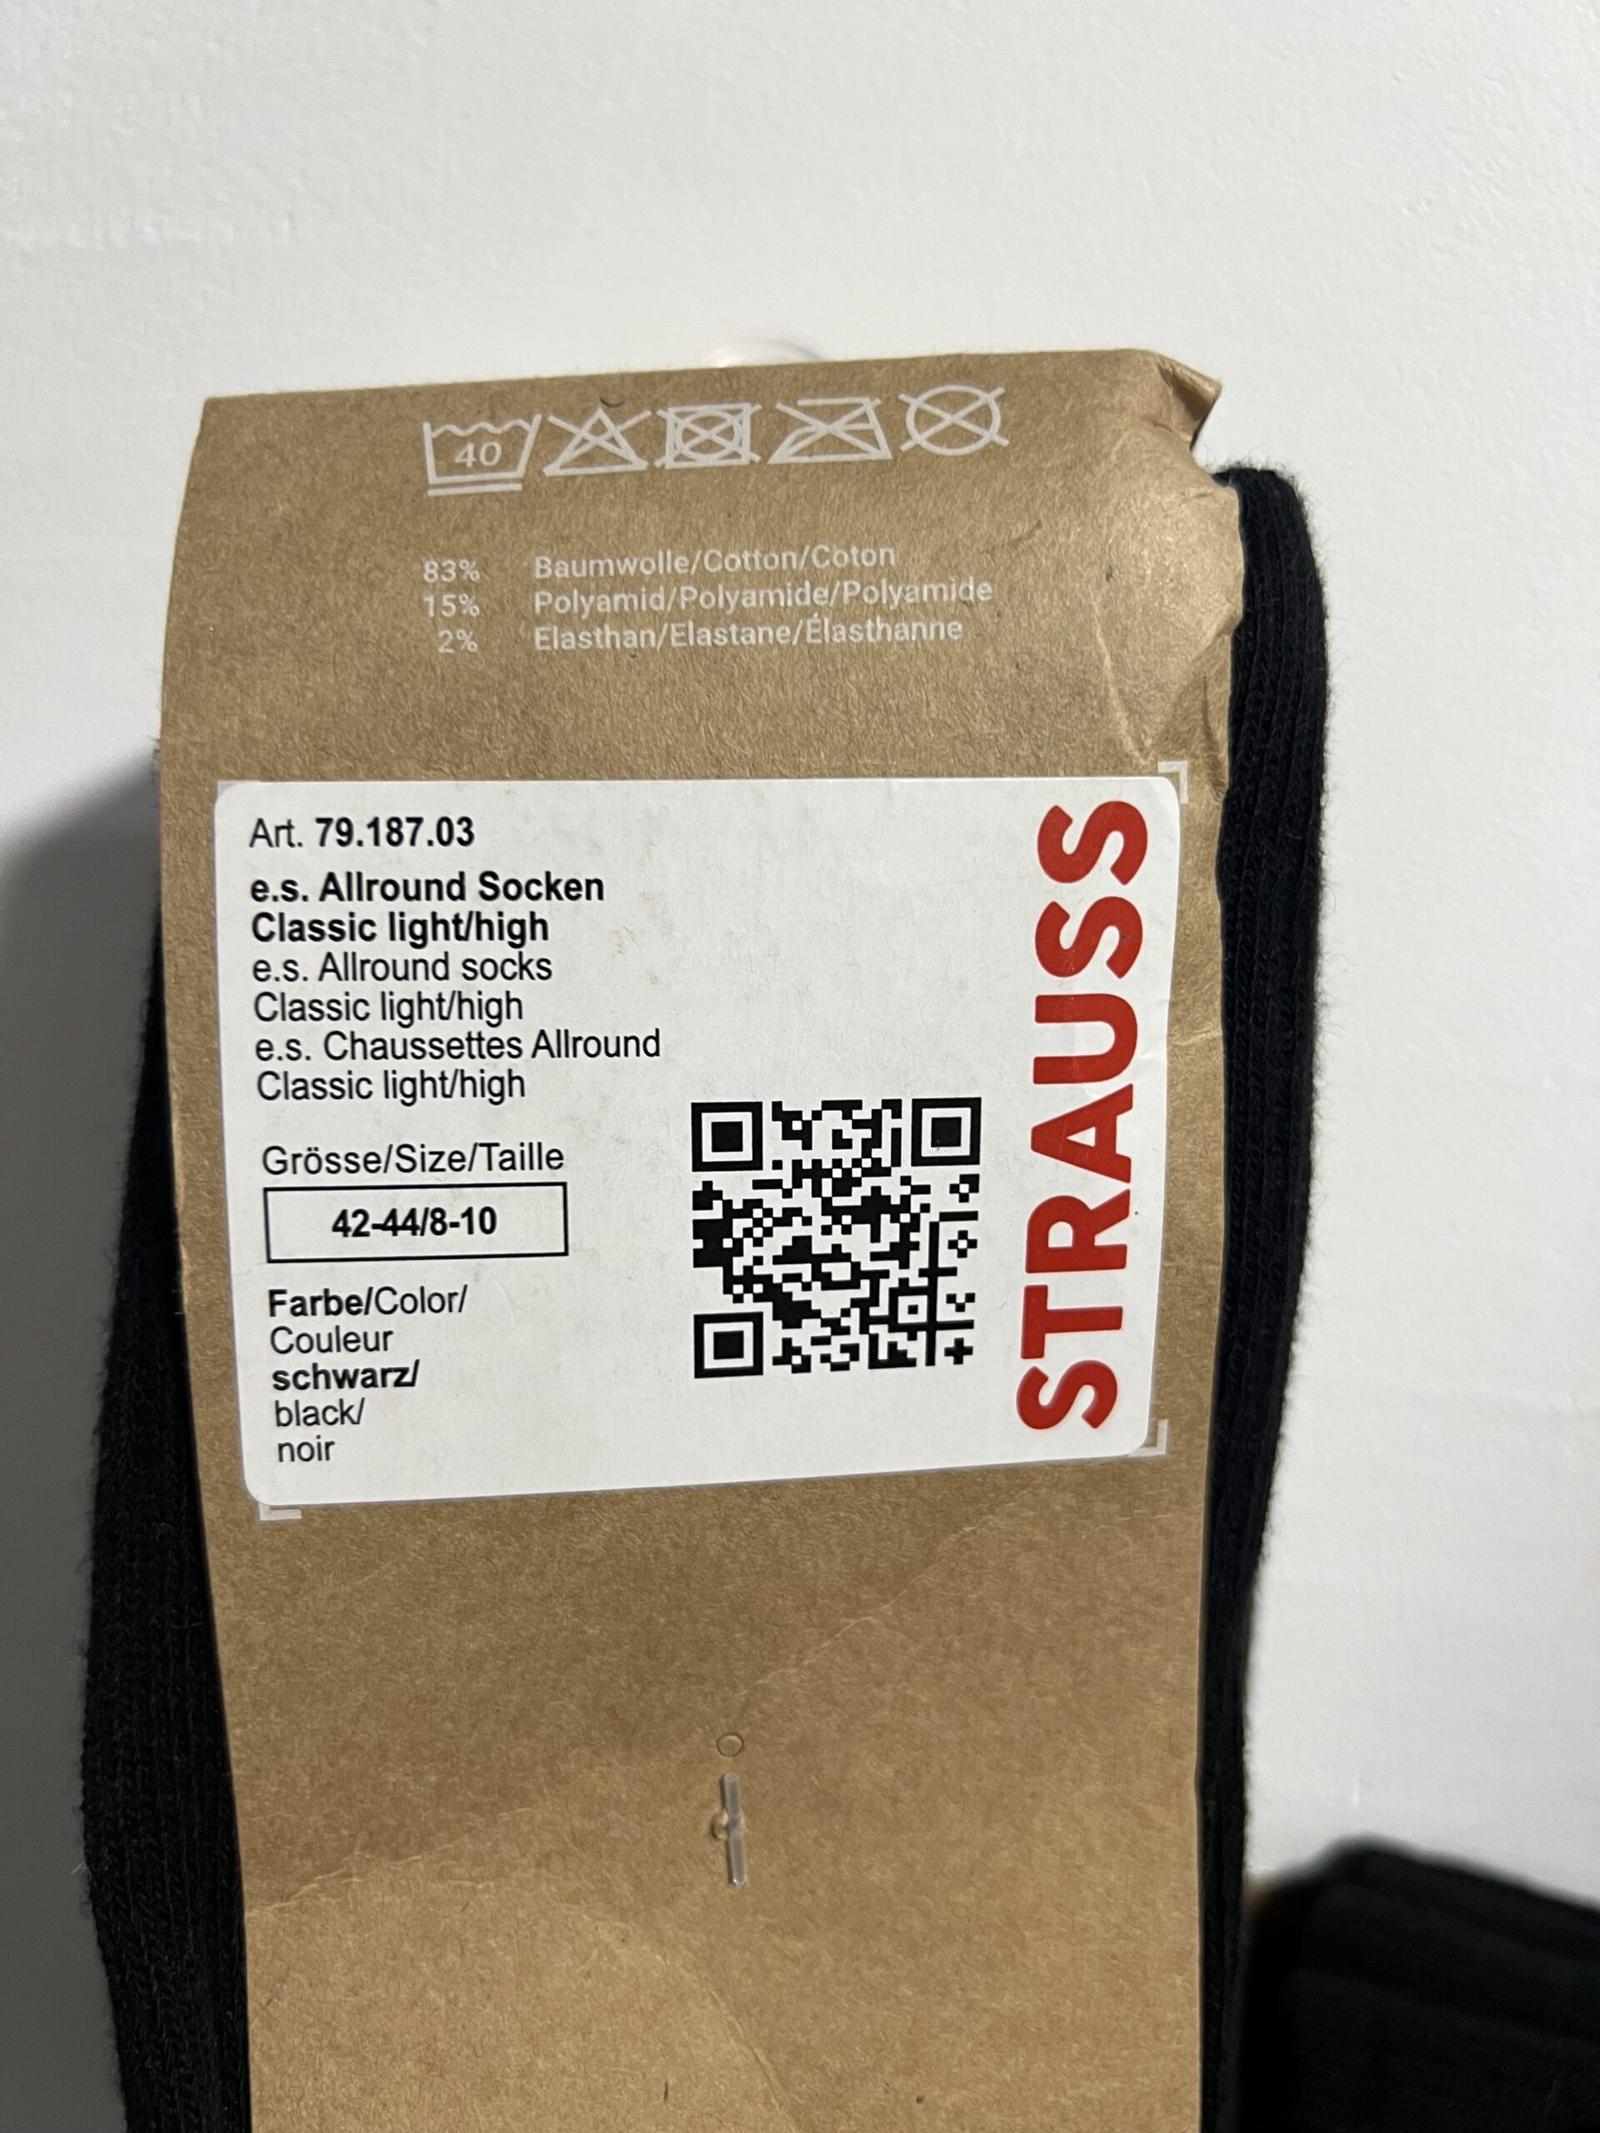 40
83% Baumwolle/Cotton/Coton
15% Polyamid/Polyamide/Polyamide
2% Elasthan/Elastane/Élasthanne
Art. 79.187.03
e.s. Allround Socken
Classic light/high
e.s. Allround socks
Classic light/high
e.s. Chaussettes Allround
Classic light/high
Grösse/Size/Taille
42-44/8-10
Farbe/Color/
Couleur
schwarz/
black/
noir
STRAUSS